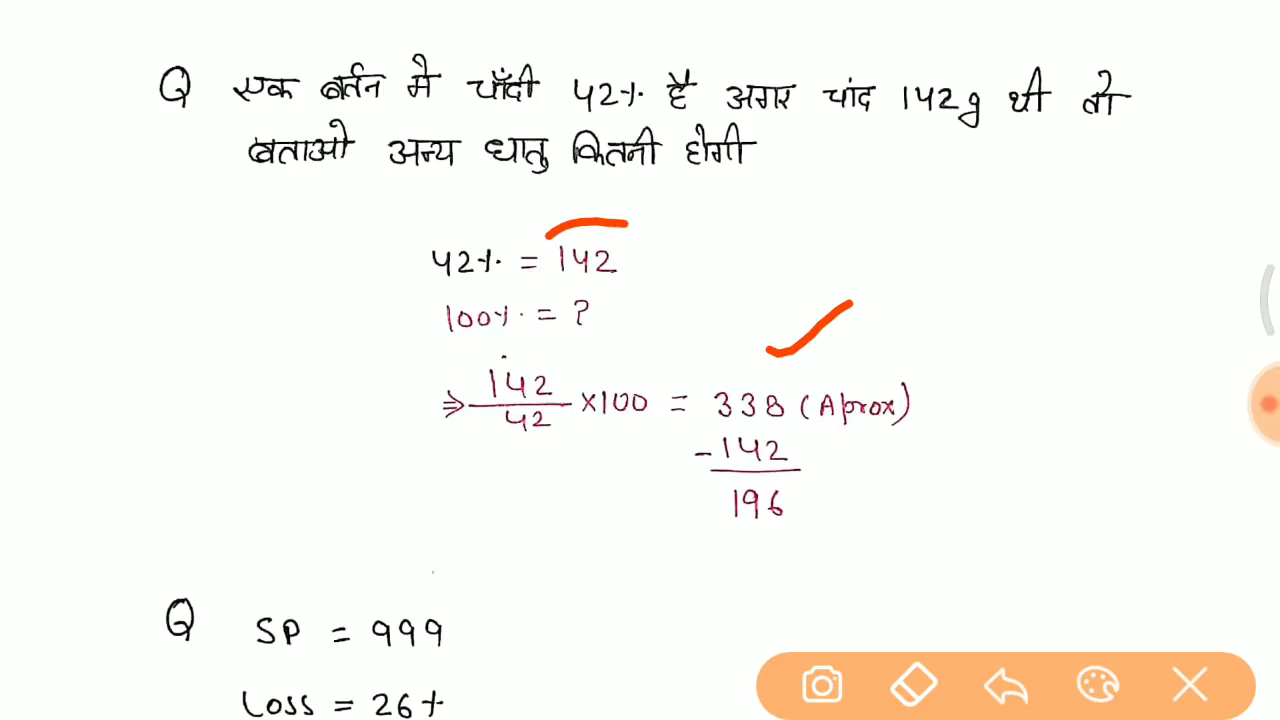 Q एक बर्तन मे चाँदी 42% है अगर चांद 142g थी तो
बताओ अन्य धातु कितनी होगी
42% = 142
100% = ?
⇒ 142/42 ×100 = 338 (Aprox)
-142
196
Q SP = 999
Loss = 26%